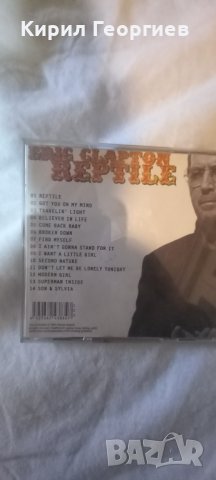 Кирил Георгиев
ERIC CLAPTON
REPTILE
01 REPTILE
02 GOT YOU ON MY MIND
03 TRAVELIN' LIGHT
04 BELIEVER IN LIFE
05 COME BACK BABY
06 BROKEN DOWN
07 FIND MYSELF
08 I AIN'T GONNA STAND FOR IT
09 I WANT A LITTLE GIRL
10 SECOND NATURE
11 DON'T LET ME BE LONELY TONIGHT
12 MODERN GIRL
13 SUPERMAN INSIDE
14 SON & SYLVIA
BAZAR
.bg